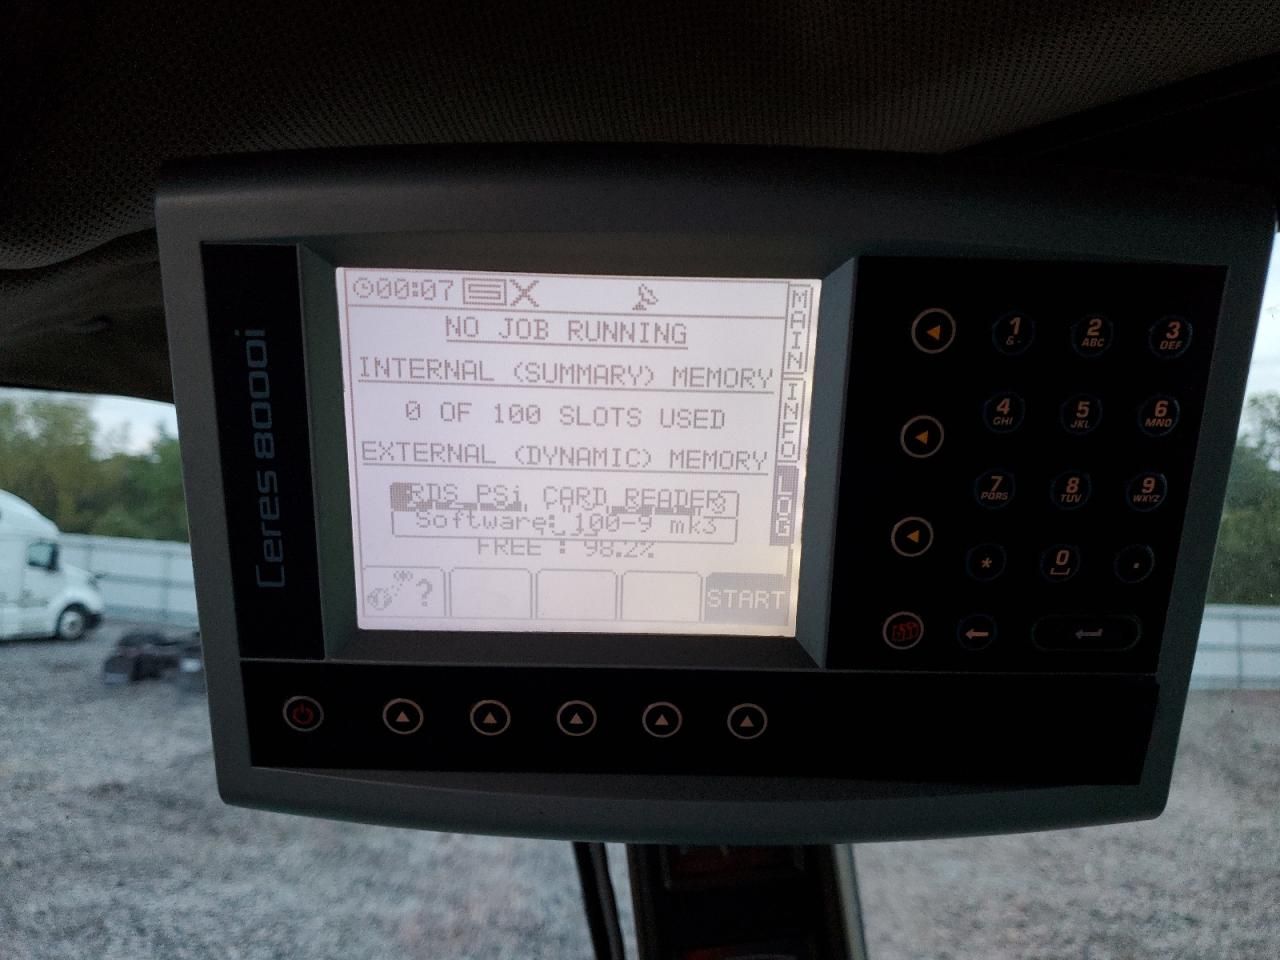 Ceres 8000i
00:07
NO JOB RUNNING
INTERNAL (SUMMARY) MEMORY
0 OF 100 SLOTS USED
EXTERNAL (DYNAMIC) MEMORY
RDS PSi CARD READER
Software: 100-9 mk3
FREE : 98.2%
? START
MAIN
INFO
LOG
1 2 ABC 3 DEF
4 GHI 5 JKL 6 MNO
7 PQRS 8 TUV 9 WXYZ
* 0 .